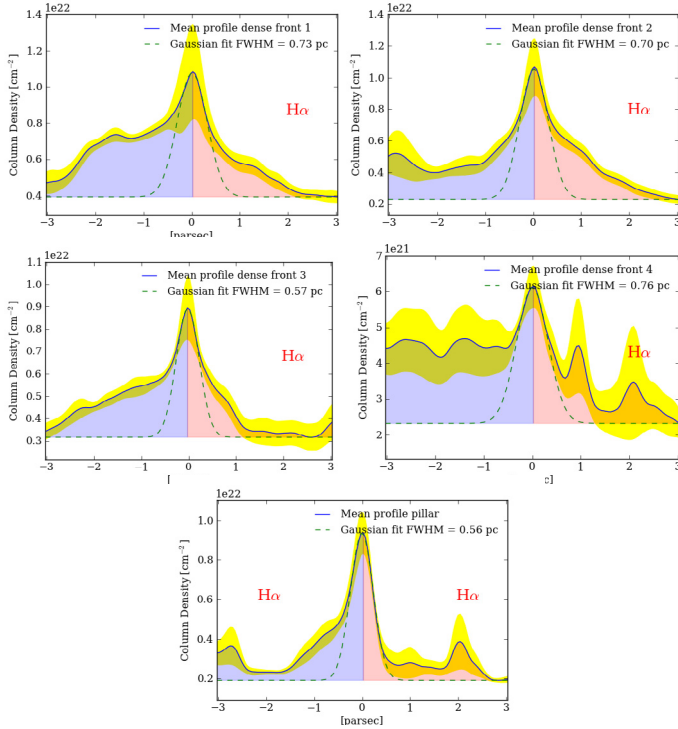 1e22
Mean profile dense front 1
Gaussian fit FWHM = 0.73 pc
Hα
Column Density [cm⁻²]
1.4
1.2
1.0
0.8
0.6
0.4
−3 −2 −1 0 1 2 3
[parsec]
1e22
Mean profile dense front 2
Gaussian fit FWHM = 0.70 pc
Hα
Column Density [cm⁻²]
1.4
1.2
1.0
0.8
0.6
0.4
0.2
−3 −2 −1 0 1 2 3
[parsec]
1e22
Mean profile dense front 3
Gaussian fit FWHM = 0.57 pc
Hα
Column Density [cm⁻²]
1.1
1.0
0.9
0.8
0.7
0.6
0.5
0.4
0.3
−3 −2 −1 0 1 2 3
[
7 1e21
Mean profile dense front 4
Gaussian fit FWHM = 0.76 pc
Hα
Column Density [cm⁻²]
6
5
4
3
2
−3 −2 −1 0 1 2 3
c]
1e22
Mean profile pillar
Gaussian fit FWHM = 0.56 pc
Hα Hα
Column Density [cm⁻²]
1.0
0.8
0.6
0.4
0.2
−3 −2 −1 0 1 2 3
[parsec]